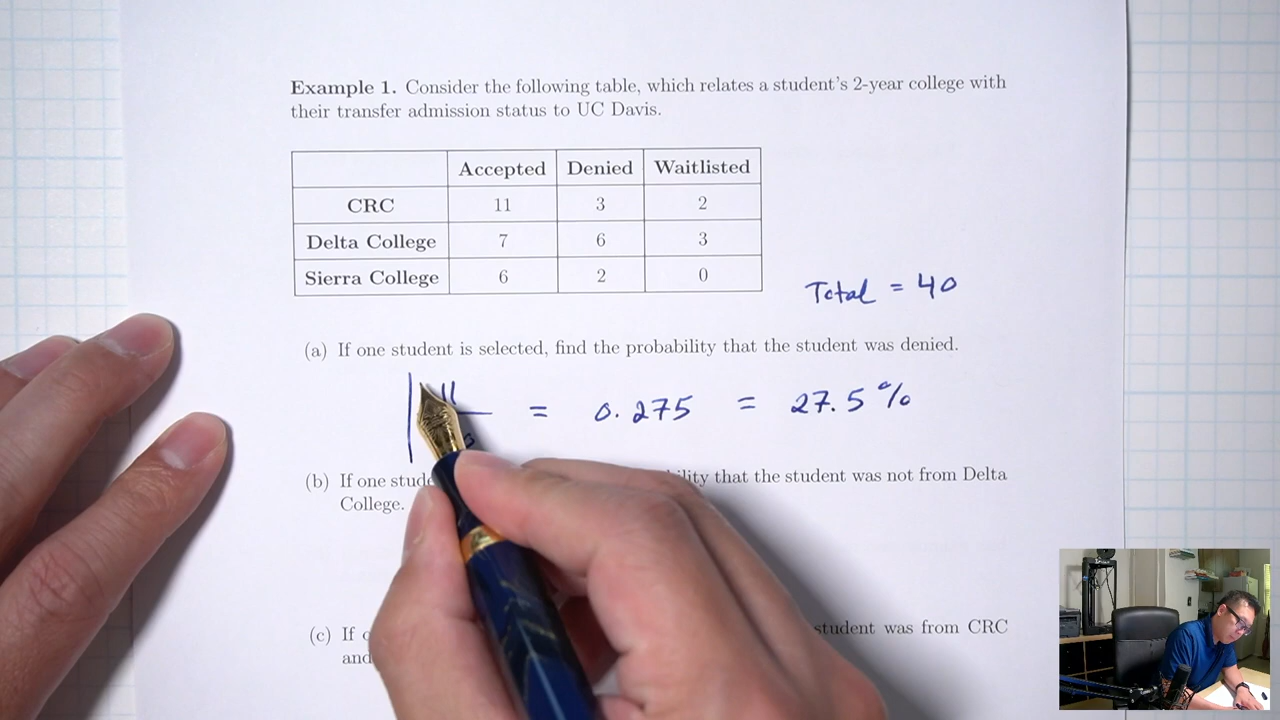 Example 1. Consider the following table, which relates a student's 2-year college with
their transfer admission status to UC Davis.
Accepted Denied Waitlisted
CRC 11 3 2
Delta College 7 6 3
Sierra College 6 2 0
Total = 40
(a) If one student is selected, find the probability that the student was denied.
11
= 0.275 = 27.5%
(b) If one that the student was not from Delta
College.
(c) If student was from CRC
and